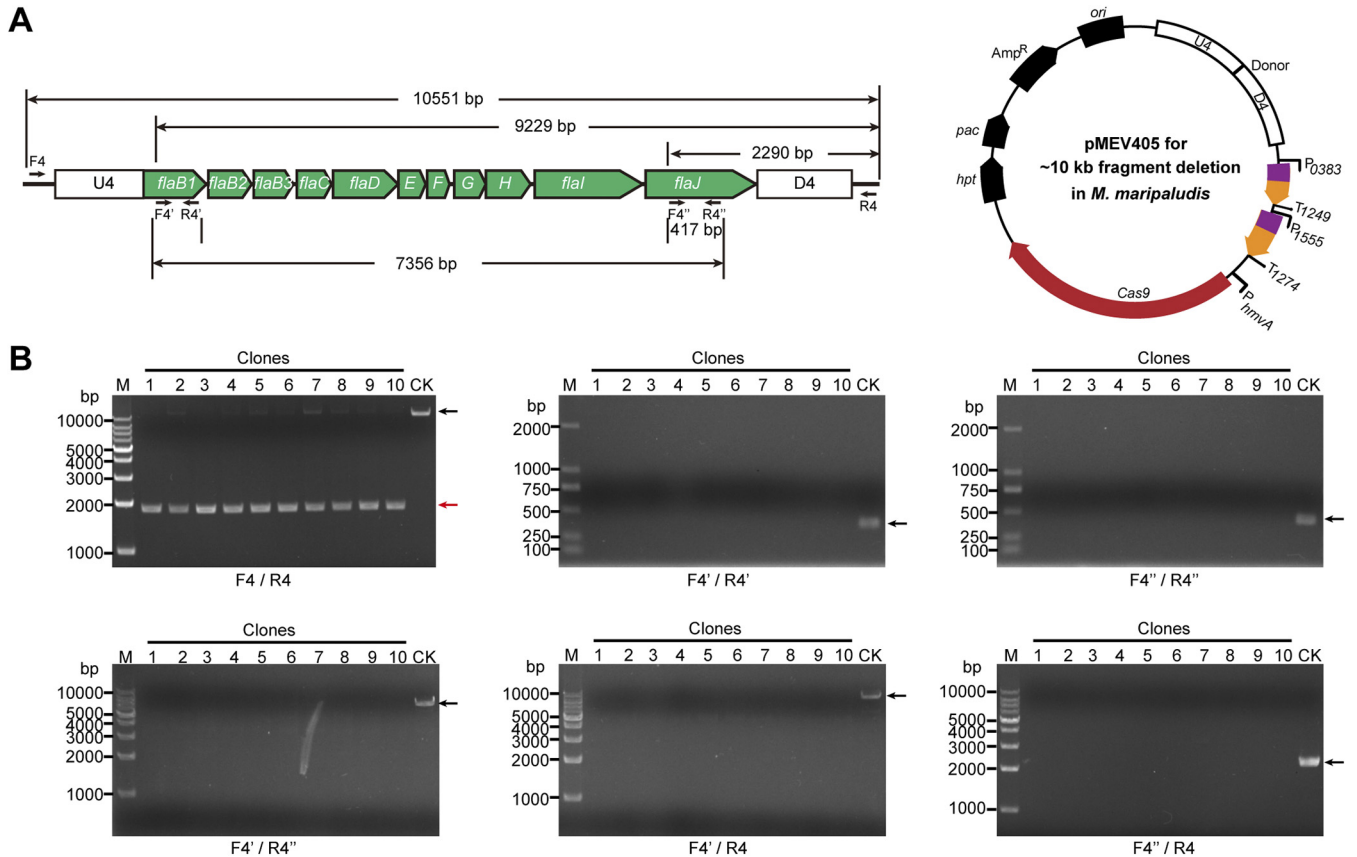 A
10551 bp
9229 bp
2290 bp
F4
U4
flaB1
flaB2
flaB3
flaC
flaD
E
F
G
H
flaI
flaJ
D4
F4’
R4’
F4’’
R4’’
R4
417 bp
7356 bp
ori
AmpR
pac
hpt
U4
Donor
D4
P0383
T1249
P1555
T1274
PhmvA
Cas9
pMEV405 for
~10 kb fragment deletion
in M. maripaludis
B
Clones
bp M 1 2 3 4 5 6 7 8 9 10 CK
10000
5000
4000
3000
2000
1000
F4 / R4
Clones
bp M 1 2 3 4 5 6 7 8 9 10 CK
2000
1000
750
500
250
100
F4’ / R4’
Clones
bp M 1 2 3 4 5 6 7 8 9 10 CK
2000
1000
750
500
250
100
F4’’ / R4’’
Clones
bp M 1 2 3 4 5 6 7 8 9 10 CK
10000
5000
4000
3000
2000
1000
F4’ / R4’’
Clones
bp M 1 2 3 4 5 6 7 8 9 10 CK
10000
5000
4000
3000
2000
1000
F4’ / R4
Clones
bp M 1 2 3 4 5 6 7 8 9 10 CK
10000
5000
4000
3000
2000
1000
F4’’ / R4